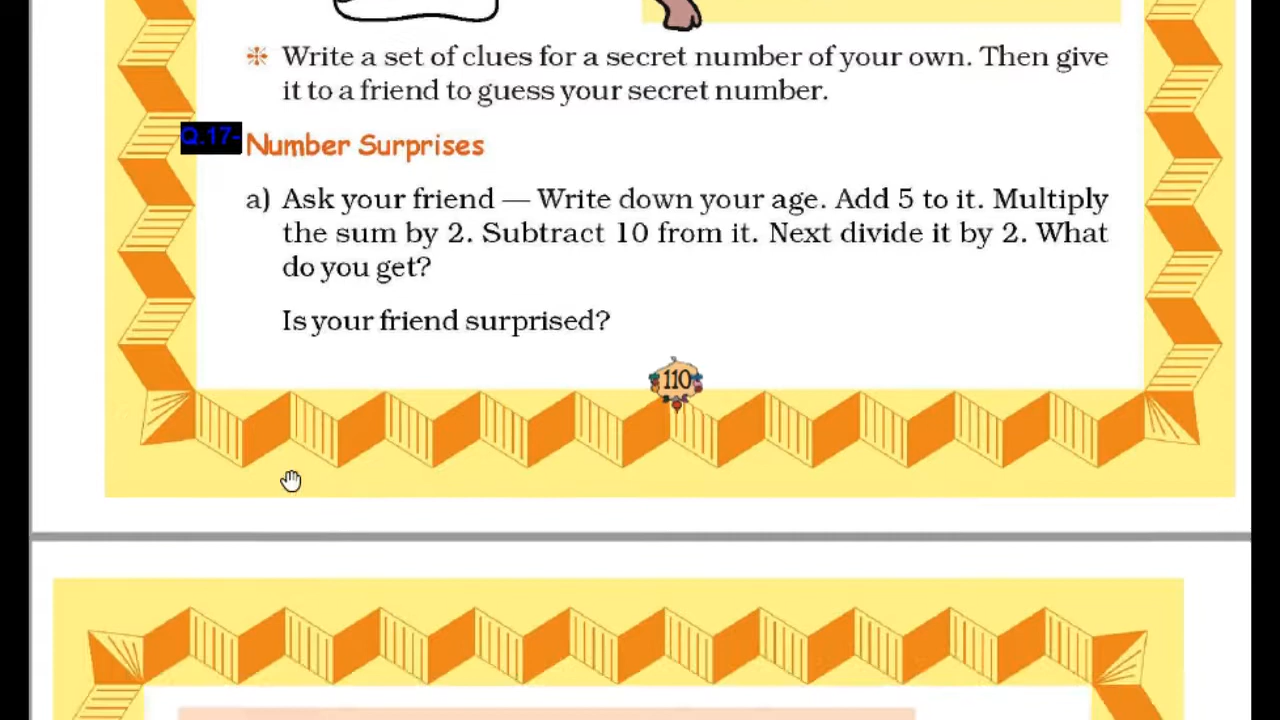 ❈ Write a set of clues for a secret number of your own. Then give
it to a friend to guess your secret number.
Q.17- Number Surprises
a) Ask your friend — Write down your age. Add 5 to it. Multiply
the sum by 2. Subtract 10 from it. Next divide it by 2. What
do you get?
Is your friend surprised?
110